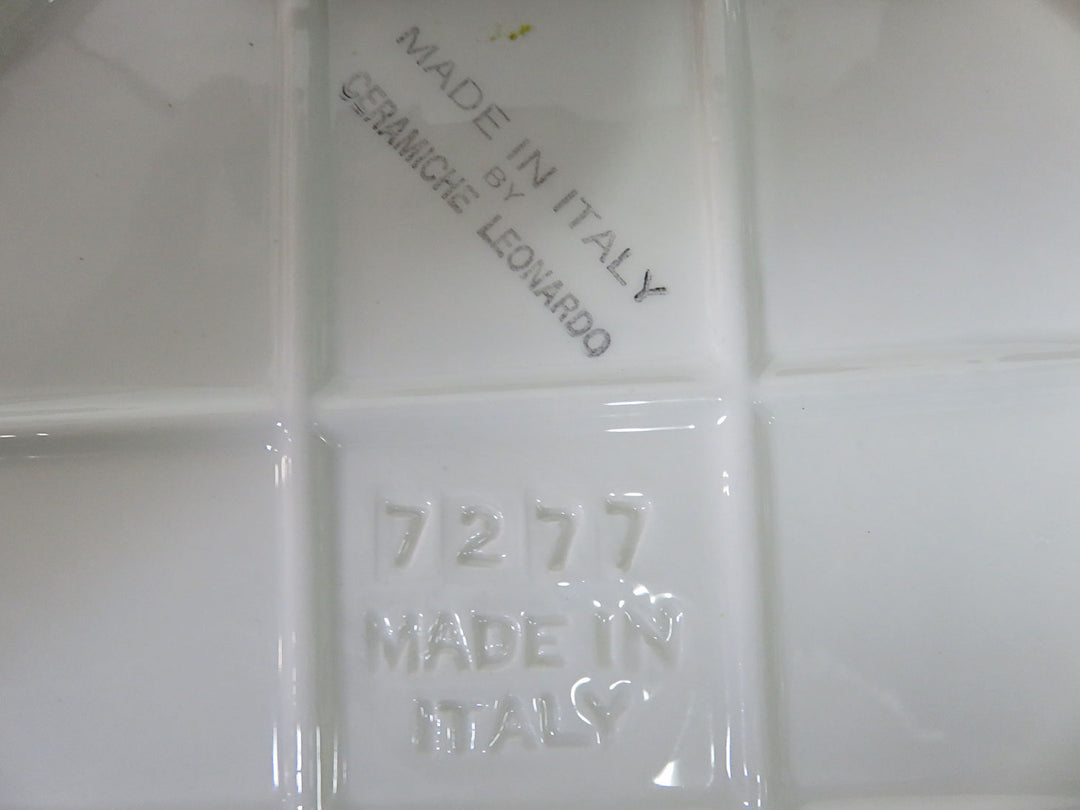 MADE IN ITALY
BY
CERAMICHE LEONARDO
7277
MADE IN
ITALY